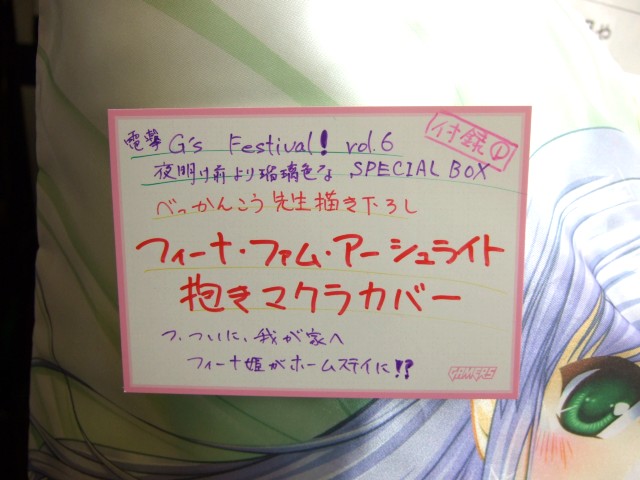 付録①
電撃 G's Festival! vol.6
夜明け前より瑠璃色な SPECIAL BOX
べっかんこう先生描き下ろし
フィーナ・ファム・アーシュライト
抱きマクラカバー
フ、ついに、我が家へ
フィーナ姫がホームステイに!?
GAMERS